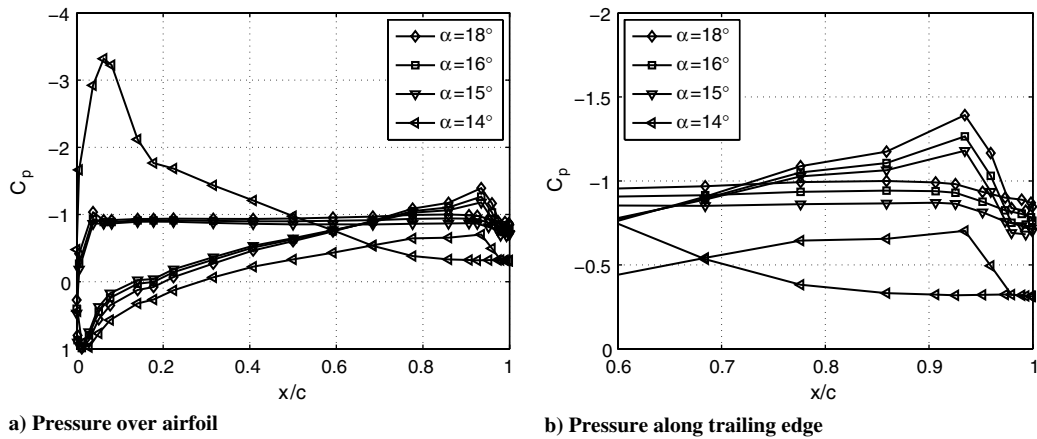 −4
−3
−2
−1
0
1
Cp
0
0.2
0.4
0.6
0.8
1
x/c
α=18°
α=16°
α=15°
α=14°
a) Pressure over airfoil
−2
−1.5
−1
−0.5
0
Cp
0.6
0.7
0.8
0.9
1
x/c
α=18°
α=16°
α=15°
α=14°
b) Pressure along trailing edge